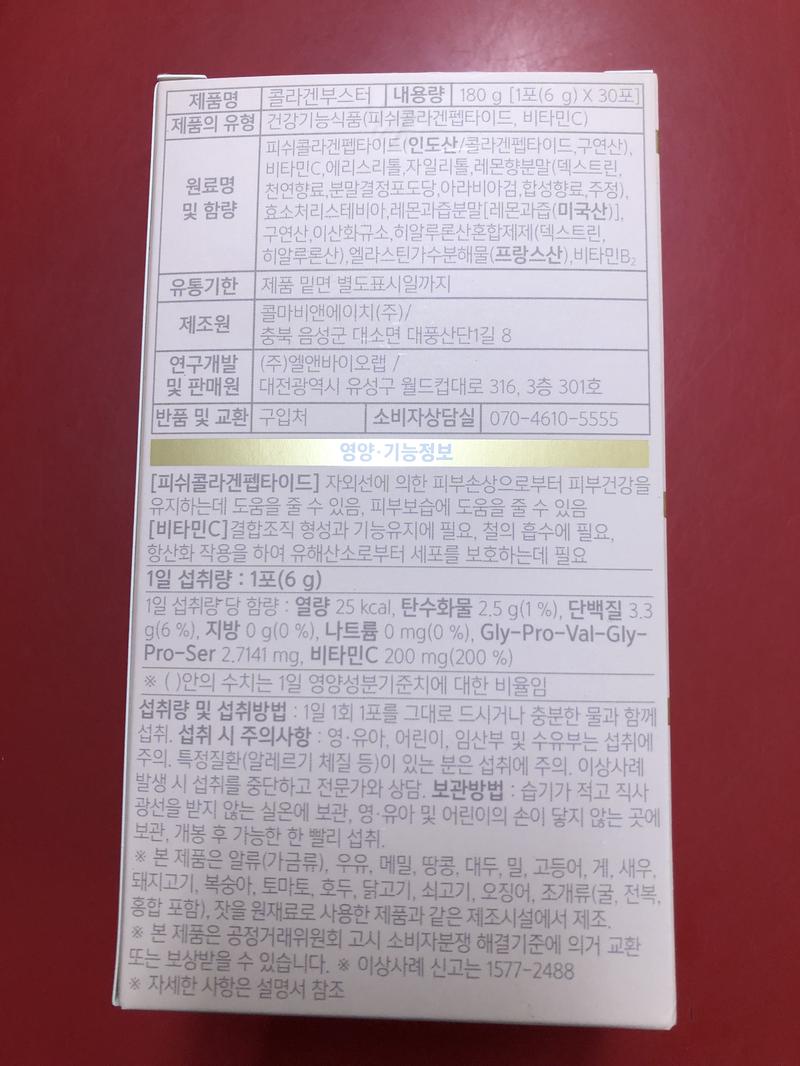 제품명 콜라겐부스터 내용량 180 g [1포(6 g) X 30포]
제품의 유형 건강기능식품(피쉬콜라겐펩타이드, 비타민C)
원료명 및 함량
피쉬콜라겐펩타이드(인도산/콜라겐펩타이드,구연산),
비타민C,에리스리톨,자일리톨,레몬향분말(덱스트린,
천연향료,분말결정포도당,아라비아검,합성향료,주정),
효소처리스테비아,레몬과즙분말[레몬과즙(미국산)],
구연산,이산화규소,히알루론산혼합제제(덱스트린,
히알루론산),엘라스틴가수분해물(프랑스산),비타민B₂
유통기한 제품 밑면 별도표시일까지
제조원 콜마비앤에이치(주)/
충북 음성군 대소면 대풍산단1길 8
연구개발 및 판매원 (주)엘앤바이오랩 /
대전광역시 유성구 월드컵대로 316, 3층 301호
반품 및 교환 구입처 소비자상담실 070-4610-5555
영양·기능정보
[피쉬콜라겐펩타이드] 자외선에 의한 피부손상으로부터 피부건강을
유지하는데 도움을 줄 수 있음, 피부보습에 도움을 줄 수 있음
[비타민C]결합조직 형성과 기능유지에 필요, 철의 흡수에 필요,
항산화 작용을 하여 유해산소로부터 세포를 보호하는데 필요
1일 섭취량 : 1포(6 g)
1일 섭취량당 함량 : 열량 25 kcal, 탄수화물 2.5 g(1 %), 단백질 3.3
g(6 %), 지방 0 g(0 %), 나트륨 0 mg(0 %), Gly-Pro-Val-Gly-
Pro-Ser 2.7141 mg, 비타민C 200 mg(200 %)
※ ( )안의 수치는 1일 영양성분기준치에 대한 비율임
섭취량 및 섭취방법 : 1일 1회 1포를 그대로 드시거나 충분한 물과 함께
섭취. 섭취 시 주의사항 : 영·유아, 어린이, 임산부 및 수유부는 섭취에
주의. 특정질환(알레르기 체질 등)이 있는 분은 섭취에 주의. 이상사례
발생 시 섭취를 중단하고 전문가와 상담. 보관방법 : 습기가 적고 직사
광선을 받지 않는 실온에 보관, 영·유아 및 어린이의 손이 닿지 않는 곳에
보관, 개봉 후 가능한 한 빨리 섭취.
※ 본 제품은 알류(가금류), 우유, 메밀, 땅콩, 대두, 밀, 고등어, 게, 새우,
돼지고기, 복숭아, 토마토, 호두, 닭고기, 쇠고기, 오징어, 조개류(굴, 전복,
홍합 포함), 잣을 원재료로 사용한 제품과 같은 제조시설에서 제조.
※ 본 제품은 공정거래위원회 고시 소비자분쟁 해결기준에 의거 교환
또는 보상받을 수 있습니다. ※ 이상사례 신고는 1577-2488
※ 자세한 사항은 설명서 참조